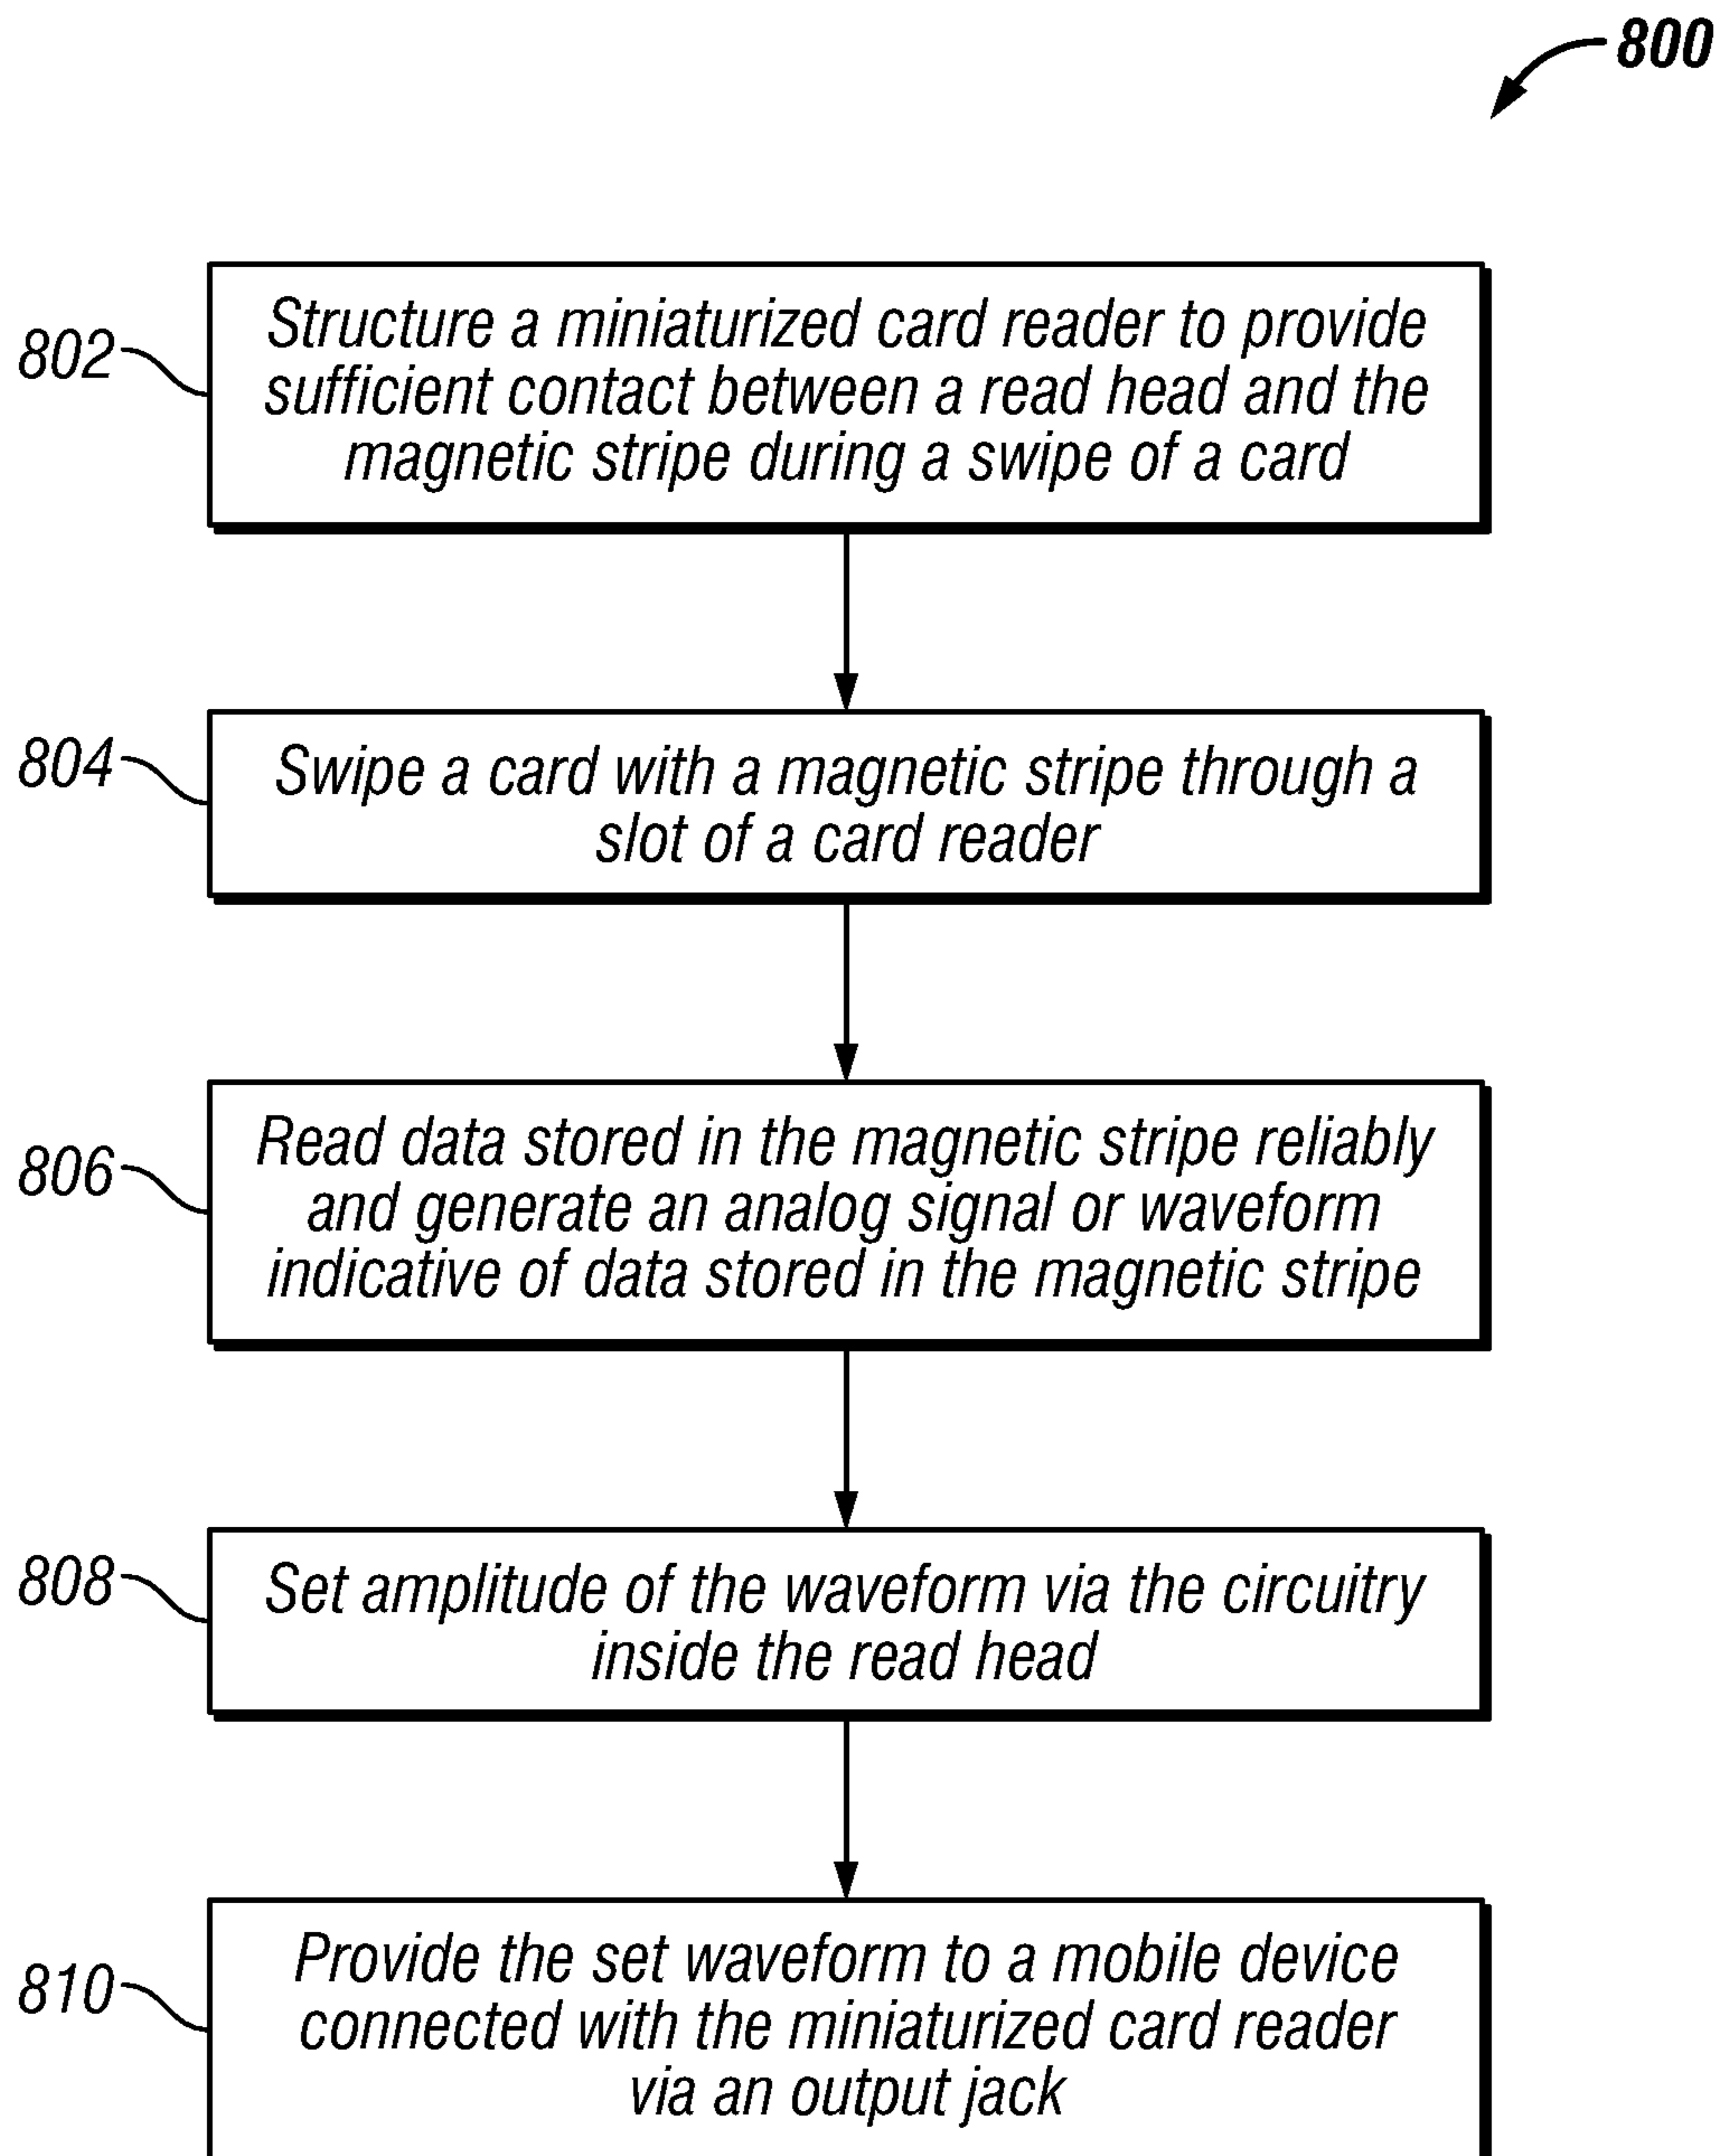 800
802
Structure a miniaturized card reader to provide
sufficient contact between a read head and the
magnetic stripe during a swipe of a card
804
Swipe a card with a magnetic stripe through a
slot of a card reader
806
Read data stored in the magnetic stripe reliably
and generate an analog signal or waveform
indicative of data stored in the magnetic stripe
808
Set amplitude of the waveform via the circuitry
inside the read head
810
Provide the set waveform to a mobile device
connected with the miniaturized card reader
via an output jack